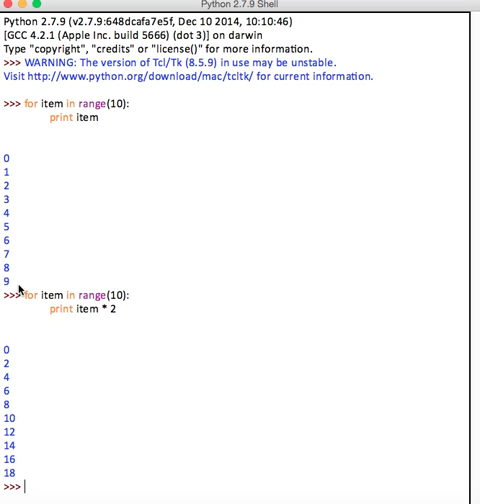 Python 2.7.9 Shell
Python 2.7.9 (v2.7.9:648dcafa7e5f, Dec 10 2014, 10:10:46)
[GCC 4.2.1 (Apple Inc. build 5666) (dot 3)] on darwin
Type "copyright", "credits" or "license()" for more information.
>>> WARNING: The version of Tcl/Tk (8.5.9) in use may be unstable.
Visit http://www.python.org/download/mac/tcltk/ for current information.
>>> for item in range(10):
print item
0
1
2
3
4
5
6
7
8
9
>>> for item in range(10):
print item * 2
0
2
4
6
8
10
12
14
16
18
>>>